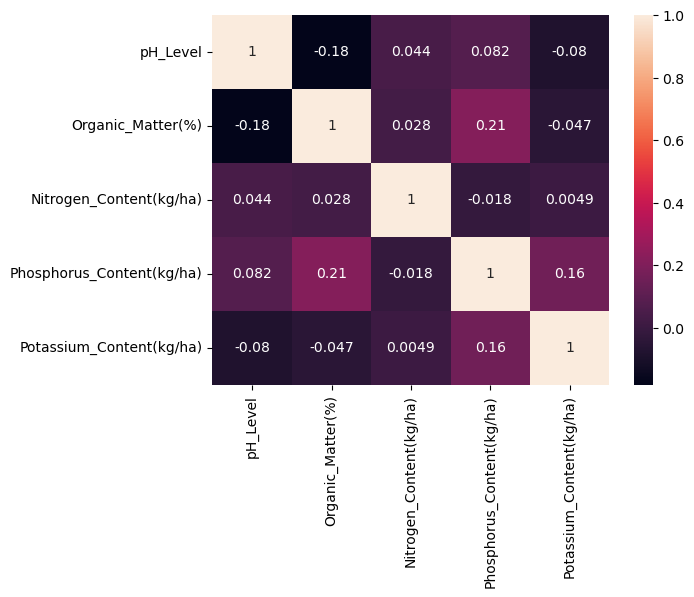 pH_Level 1 -0.18 0.044 0.082 -0.08
Organic_Matter(%) -0.18 1 0.028 0.21 -0.047
Nitrogen_Content(kg/ha) 0.044 0.028 1 -0.018 0.0049
Phosphorus_Content(kg/ha) 0.082 0.21 -0.018 1 0.16
Potassium_Content(kg/ha) -0.08 -0.047 0.0049 0.16 1
pH_Level
Organic_Matter(%)
Nitrogen_Content(kg/ha)
Phosphorus_Content(kg/ha)
Potassium_Content(kg/ha)
1.0
0.8
0.6
0.4
0.2
0.0